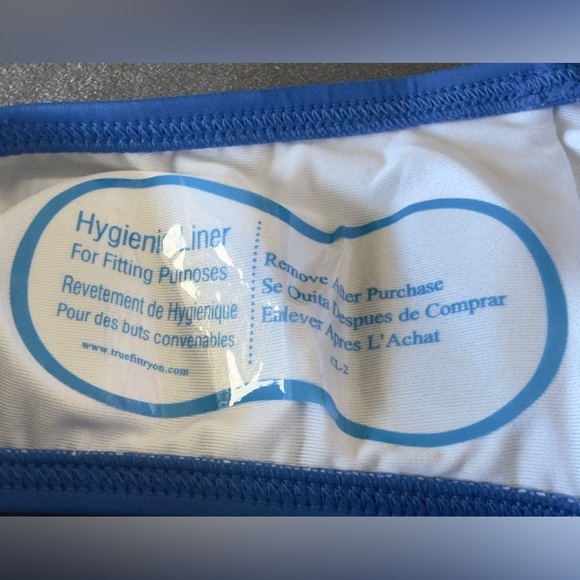 Hygienic Liner
For Fitting Purposes
Revetement de Hygienique
Pour des buts convenables
www.truefittryon.com
Remove After Purchase
Se Quita Despues de Comprar
Enlever Apres L'Achat
CL-2